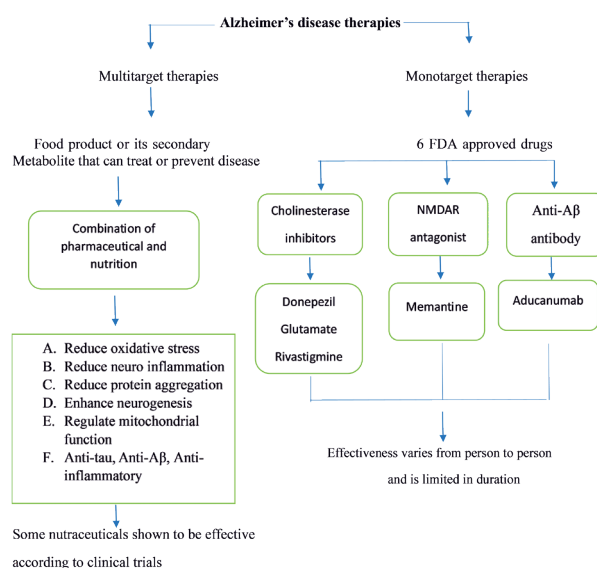 Alzheimer's disease therapies
Multitarget therapies
Food product or its secondary
Metabolite that can treat or prevent disease
Combination of
pharmaceutical and
nutrition
A. Reduce oxidative stress
B. Reduce neuro inflammation
C. Reduce protein aggregation
D. Enhance neurogenesis
E. Regulate mitochondrial
function
F. Anti-tau, Anti-Aβ, Anti-
inflammatory
Some nutraceuticals shown to be effective
according to clinical trials
Monotarget therapies
6 FDA approved drugs
Cholinesterase
inhibitors
Donepezil
Glutamate
Rivastigmine
NMDAR
antagonist
Memantine
Anti-Aβ
antibody
Aducanumab
Effectiveness varies from person to person
and is limited in duration